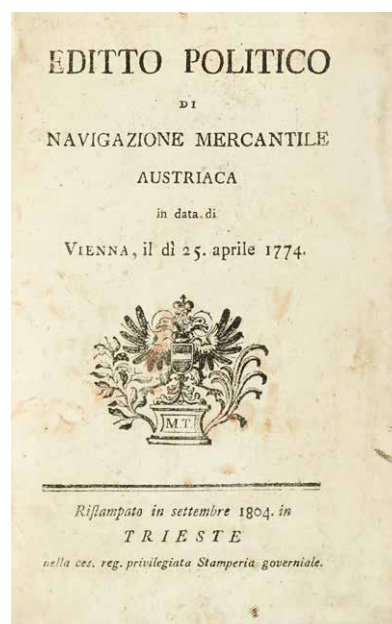 EDITTO POLITICO
DI
NAVIGAZIONE MERCANTILE
AUSTRIACA
in data di
VIENNA, il dì 25. aprile 1774.
M.T.
Riſtampato in settembre 1804. in
TRIESTE
nella ces. reg. privilegiata Stamperia governiale.